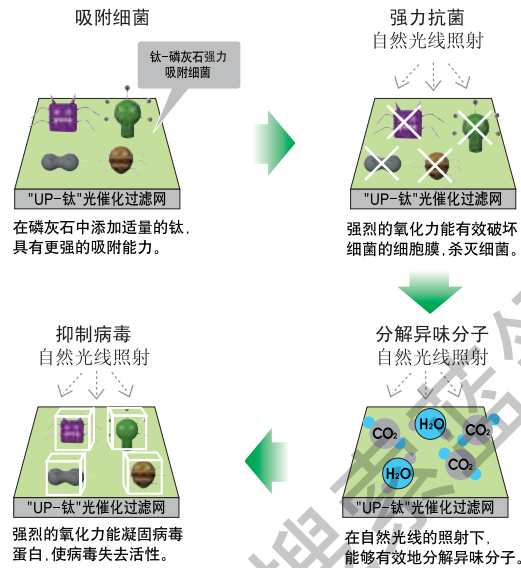 吸附细菌
钛-磷灰石强力
吸附细菌
"UP-钛"光催化过滤网
在磷灰石中添加适量的钛,
具有更强的吸附能力。
强力抗菌
自然光线照射
"UP-钛"光催化过滤网
强烈的氧化力能有效破坏
细菌的细胞膜,杀灭细菌。
分解异味分子
自然光线照射
CO₂
H₂O
CO₂
H₂O
CO₂
"UP-钛"光催化过滤网
在自然光线的照射下,
能够有效地分解异味分子。
抑制病毒
自然光线照射
"UP-钛"光催化过滤网
强烈的氧化力能凝固病毒
蛋白,使病毒失去活性。
搜索蓝